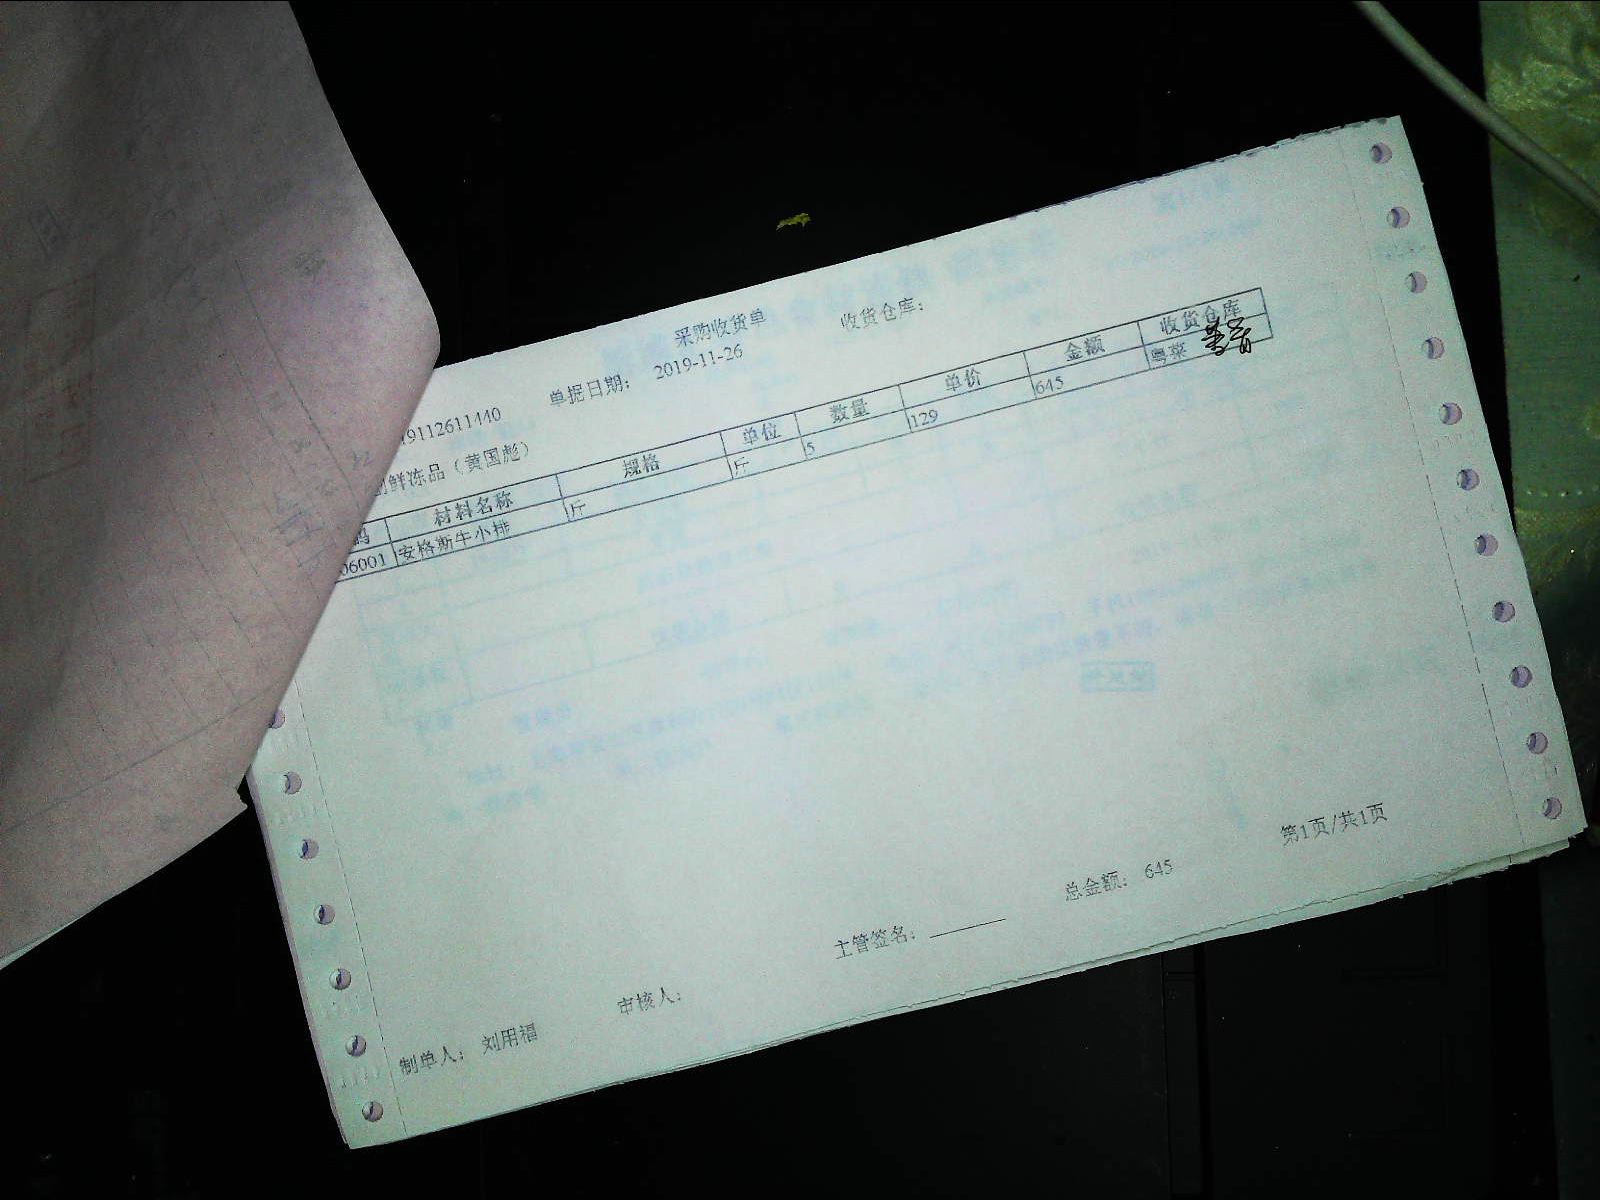 采购收货单 收货仓库：
19112611440 单据日期： 2019-11-26
鲜冻品（黄国彪）
码 材料名称 规格 单位 数量 单价 金额 收货仓库
06001 安格斯牛小排 斤 斤 5 129 645 粤菜
第1页/共1页
主管签名： 总金额： 645
制单人： 刘用福 审核人：